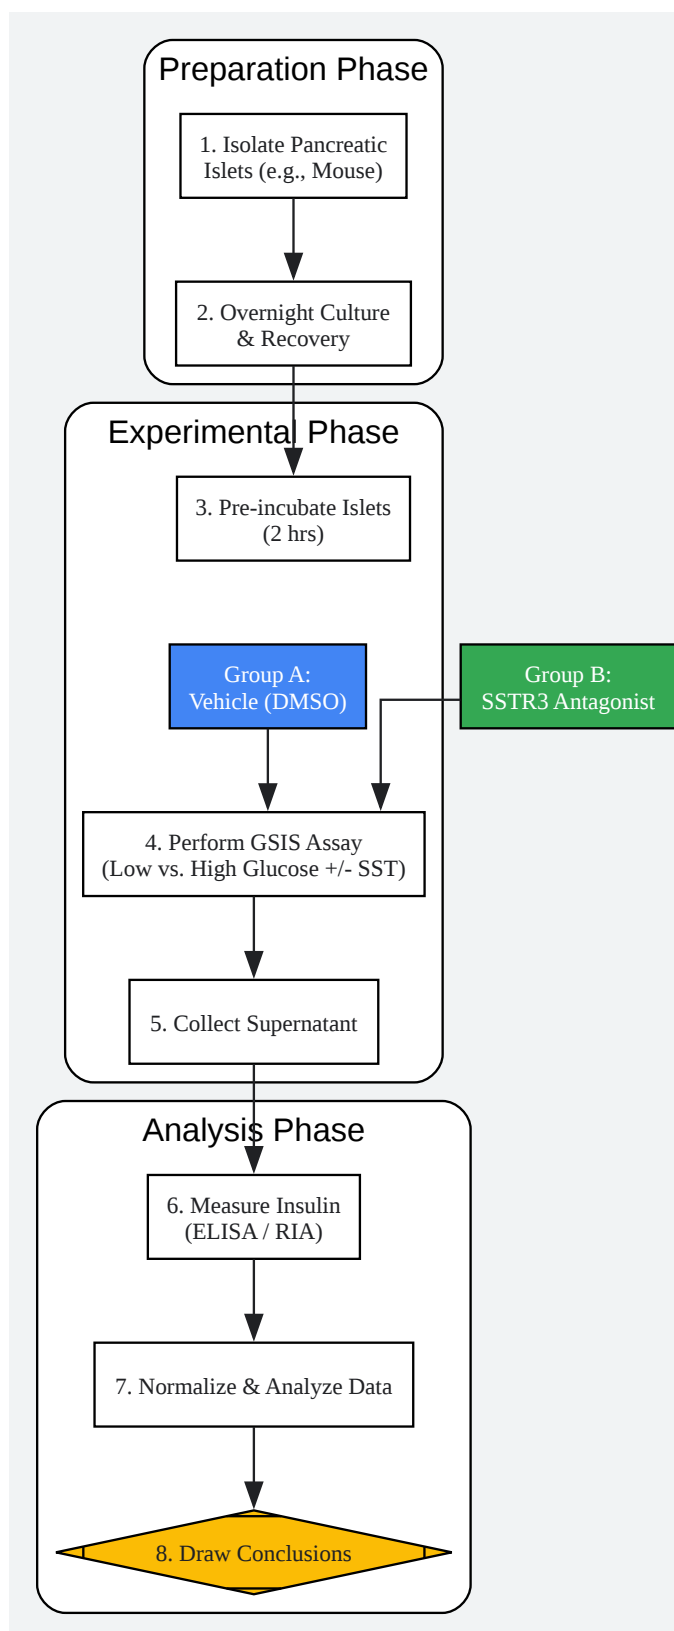 Preparation Phase
1. Isolate Pancreatic
Islets (e.g., Mouse)
2. Overnight Culture
& Recovery
Experimental Phase
3. Pre-incubate Islets
(2 hrs)
Group A:
Vehicle (DMSO)
Group B:
SSTR3 Antagonist
4. Perform GSIS Assay
(Low vs. High Glucose +/- SST)
5. Collect Supernatant
Analysis Phase
6. Measure Insulin
(ELISA / RIA)
7. Normalize & Analyze Data
8. Draw Conclusions